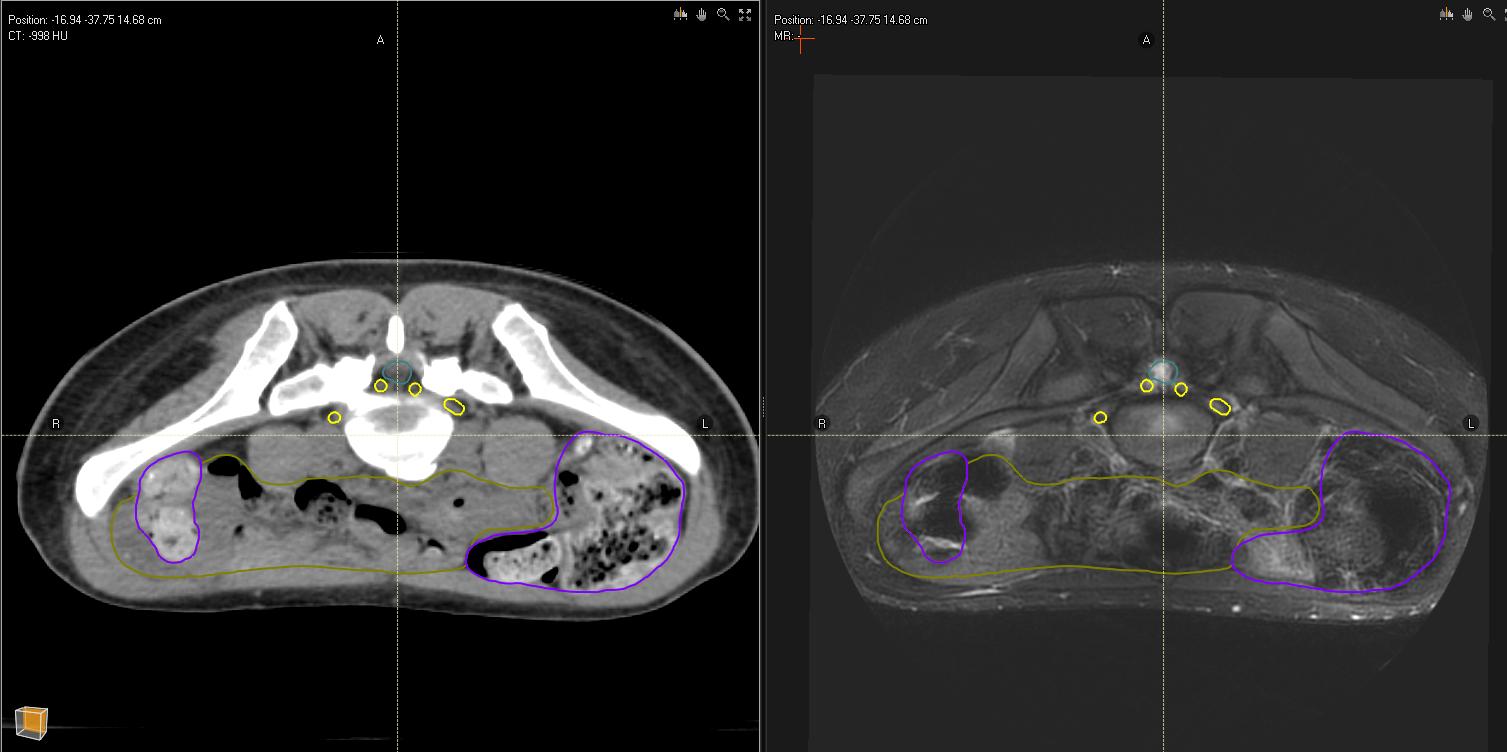 Position: -16.94 -37.75 14.68 cm
CT: -998 HU
A
R
L
Position: -16.94 -37.75 14.68 cm
MR: -
A
R
L